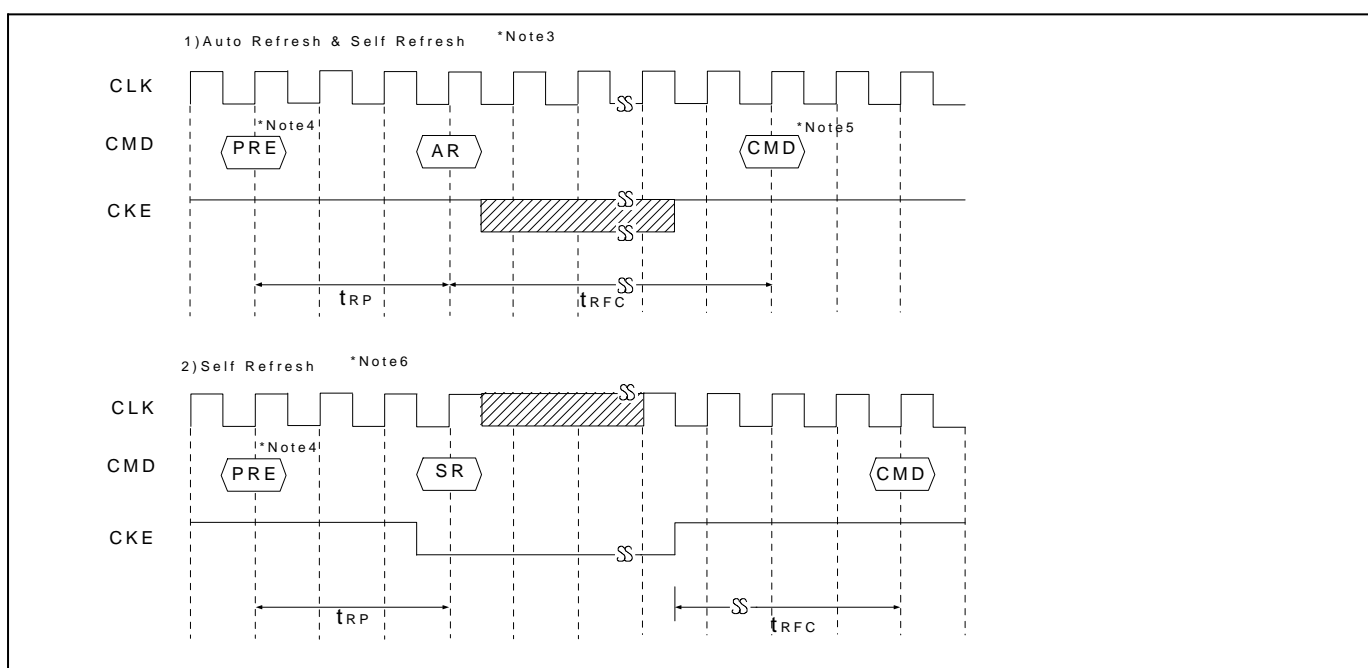 1)Auto Refresh & Self Refresh *Note3
CLK
*Note4 *Note5
CMD PRE AR CMD
CKE
tRP tRFC
2)Self Refresh *Note6
CLK
*Note4
CMD PRE SR CMD
CKE
tRP tRFC